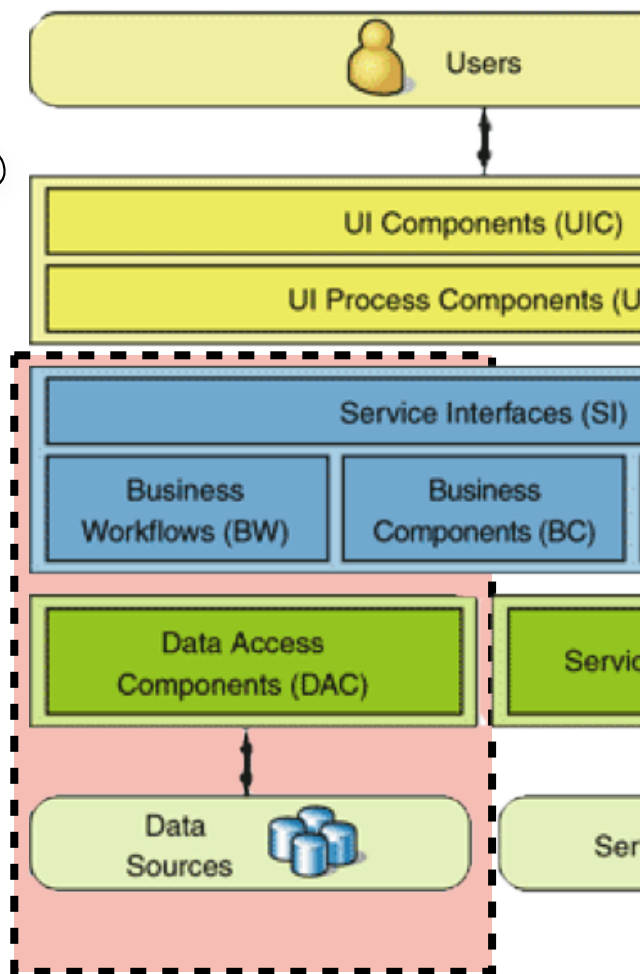 Users
UI Components (UIC)
UI Process Components (U
Service Interfaces (SI)
Business
Workflows (BW)
Business
Components (BC)
Data Access
Components (DAC)
Servic
Data
Sources
Ser